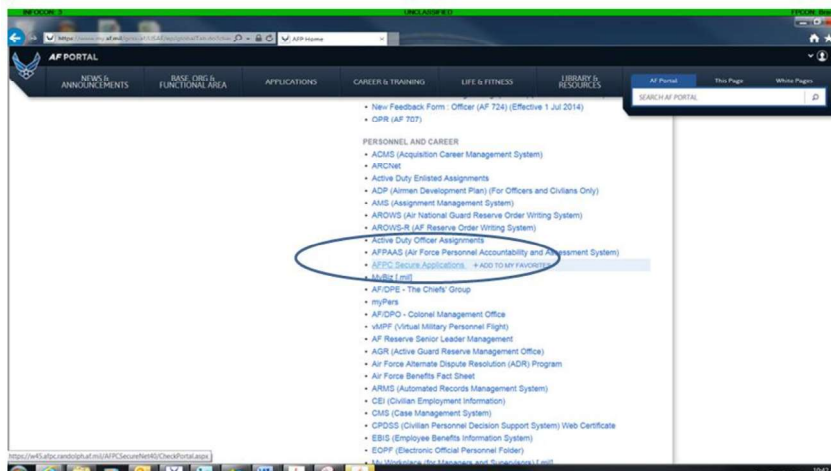 UNCLASSIFIED
AFP Home
AF PORTAL
NEWS & ANNOUNCEMENTS
BASE, ORG & FUNCTIONAL AREA
APPLICATIONS
CAREER & TRAINING
LIFE & FITNESS
LIBRARY & RESOURCES
AF Portal
This Page
White Pages
SEARCH AF PORTAL
• New Feedback Form : Officer (AF 724) (Effective 1 Jul 2014)
• OPR (AF 707)
PERSONNEL AND CAREER
• ACMS (Acquisition Career Management System)
• ARCNet
• Active Duty Enlisted Assignments
• ADP (Airmen Development Plan) (For Officers and Civilians Only)
• AMS (Assignment Management System)
• AROWS (Air National Guard Reserve Order Writing System)
• AROWS-R (AF Reserve Order Writing System)
• Active Duty Officer Assignments
• AFPAAS (Air Force Personnel Accountability and Assessment System)
• AFPC Secure Applications + ADD TO MY FAVORITES
• MyBiz [.mil]
• AF/DPE - The Chiefs' Group
• myPers
• AF/DPO - Colonel Management Office
• vMPF (Virtual Military Personnel Flight)
• AF Reserve Senior Leader Management
• AGR (Active Guard Reserve Management Office)
• Air Force Alternate Dispute Resolution (ADR) Program
• Air Force Benefits Fact Sheet
• ARMS (Automated Records Management System)
• CEI (Civilian Employment Information)
• CMS (Case Management System)
• CPDSS (Civilian Personnel Decision Support System) Web Certificate
• EBIS (Employee Benefits Information System)
• EOPF (Electronic Official Personnel Folder)
• My Workplace (for Managers and Supervisors) [.mil]
https://w45.afpc.randolph.af.mil/AFPCSecureNet40/CheckPortal.aspx